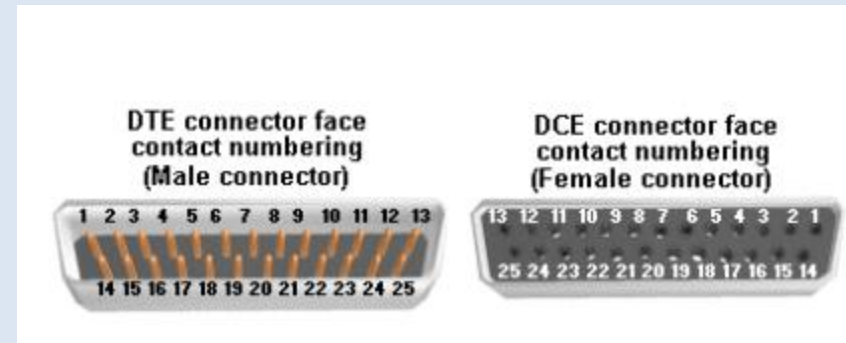 DTE connector face
contact numbering
(Male connector)
1 2 3 4 5 6 7 8 9 10 11 12 13
14 15 16 17 18 19 20 21 22 23 24 25
DCE connector face
contact numbering
(Female connector)
13 12 11 10 9 8 7 6 5 4 3 2 1
25 24 23 22 21 20 19 18 17 16 15 14